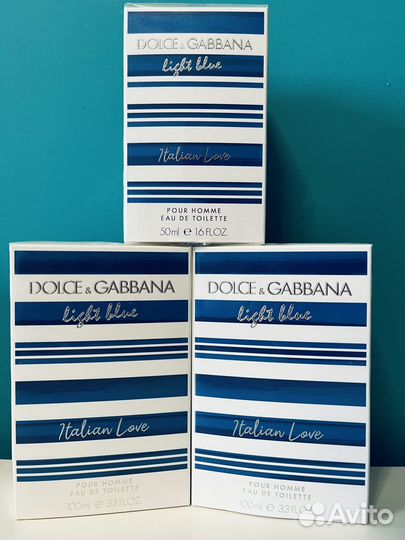 DOLCE & GABBANA
light blue
Italian Love
POUR HOMME
EAU DE TOILETTE
50ml e 1.6 FL.OZ.
DOLCE & GABBANA
light blue
Italian Love
POUR HOMME
EAU DE TOILETTE
100ml e 3.3 FL.OZ.
DOLCE & GABBANA
light blue
Italian Love
POUR HOMME
EAU DE TOILETTE
100ml e 3.3 FL.OZ.
Avito